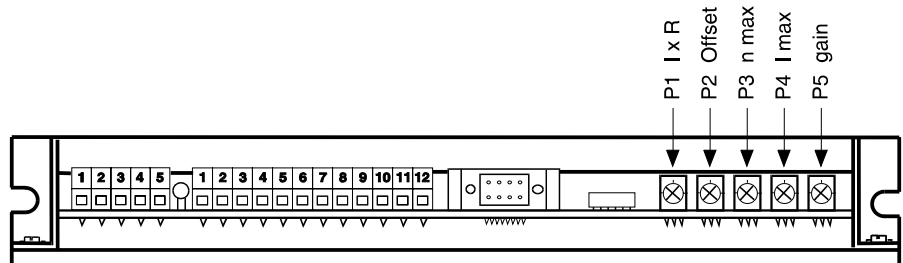 P1 I x R
P2 Offset
P3 n max
P4 I max
P5 gain
1 2 3 4 5
1 2 3 4 5 6 7 8 9 10 11 12